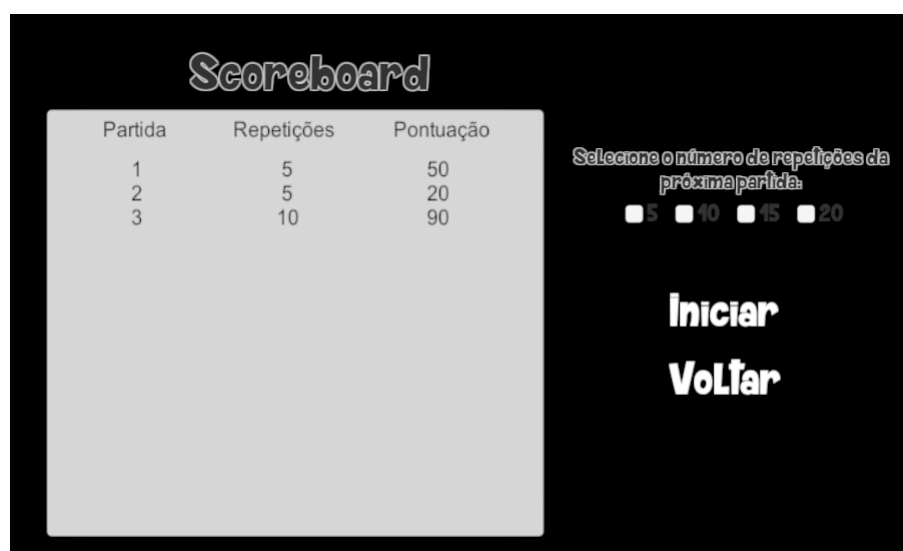 Scoreboard
Partida Repetições Pontuação
1 5 50
2 5 20
3 10 90
Selecione o número de repetições da
próxima partida:
5 10 15 20
Iniciar
Voltar